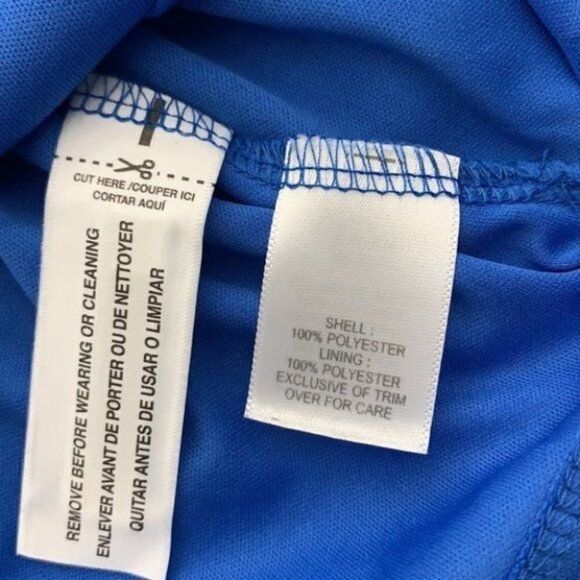 CUT HERE /COUPER ICI
CORTAR AQUÍ
REMOVE BEFORE WEARING OR CLEANING
ENLEVER AVANT DE PORTER OU DE NETTOYER
QUITAR ANTES DE USAR O LIMPIAR
SHELL :
100% POLYESTER
LINING :
100% POLYESTER
EXCLUSIVE OF TRIM
OVER FOR CARE